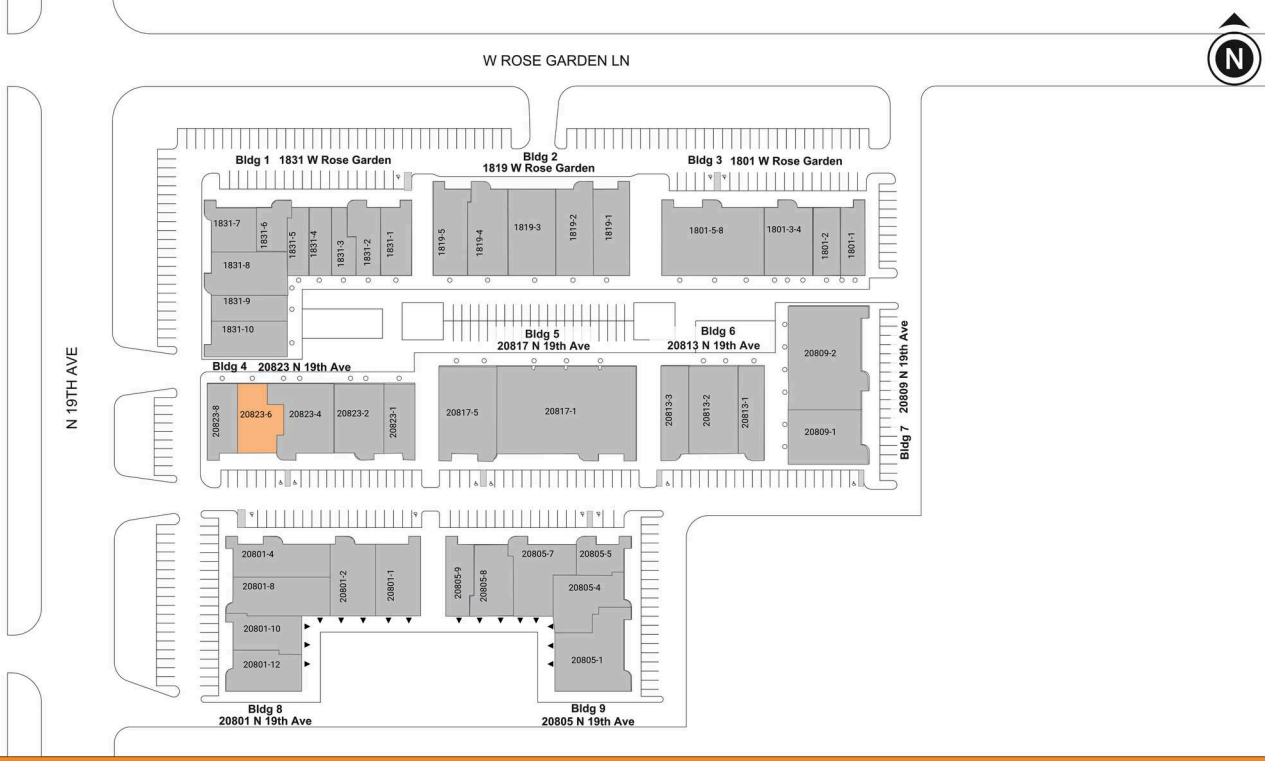 W ROSE GARDEN LN
N
N 19TH AVE
Bldg 1 1831 W Rose Garden
Bldg 2
1819 W Rose Garden
Bldg 3 1801 W Rose Garden
1831-7
1831-6
1831-5
1831-4
1831-3
1831-2
1831-1
1831-8
1831-9
1831-10
1819-5
1819-4
1819-3
1819-2
1819-1
1801-5-8
1801-3-4
1801-2
1801-1
Bldg 4 20823 N 19th Ave
20823-8
20823-6
20823-4
20823-2
20823-1
Bldg 5
20817 N 19th Ave
20817-5
20817-1
Bldg 6
20813 N 19th Ave
20813-3
20813-2
20813-1
20809-2
20809-1
Bldg 7 20809 N 19th Ave
20801-4
20801-8
20801-2
20801-1
20801-10
20801-12
Bldg 8
20801 N 19th Ave
20805-9
20805-8
20805-7
20805-5
20805-4
20805-1
Bldg 9
20805 N 19th Ave